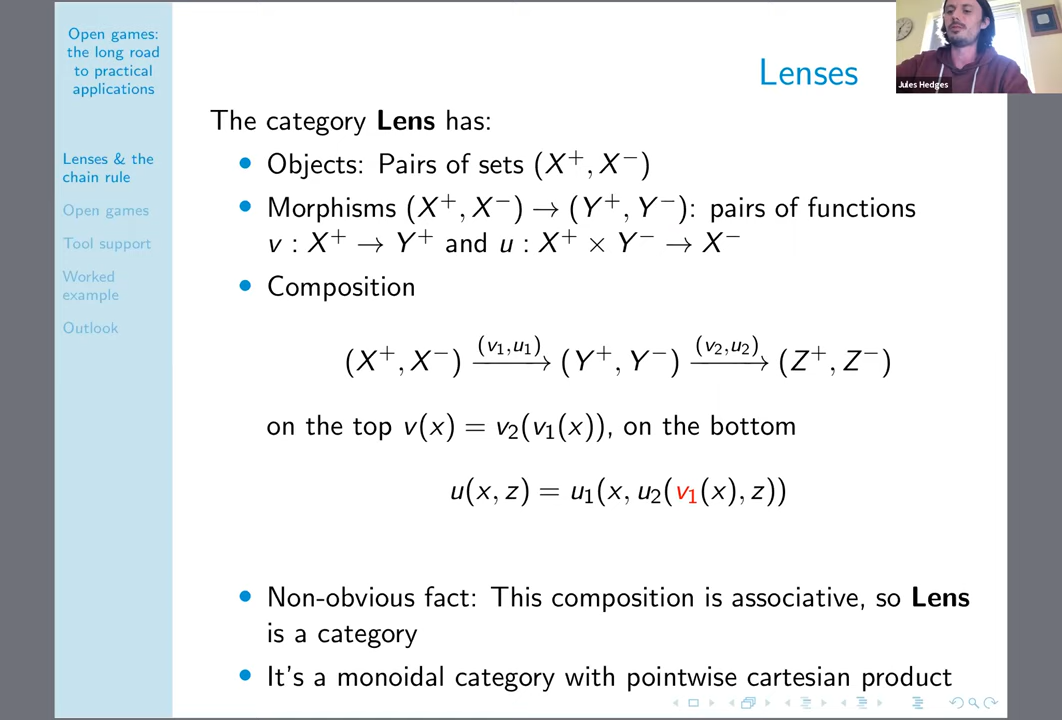 Open games:
the long road
to practical
applications
Lenses & the
chain rule
Open games
Tool support
Worked
example
Outlook
Lenses
Jules Hedges
The category Lens has:
• Objects: Pairs of sets (X⁺, X⁻)
• Morphisms (X⁺, X⁻) → (Y⁺, Y⁻): pairs of functions
v : X⁺ → Y⁺ and u : X⁺ × Y⁻ → X⁻
• Composition
(X⁺, X⁻) —(v₁,u₁)→ (Y⁺, Y⁻) —(v₂,u₂)→ (Z⁺, Z⁻)
on the top v(x) = v₂(v₁(x)), on the bottom
u(x, z) = u₁(x, u₂(v₁(x), z))
• Non-obvious fact: This composition is associative, so Lens
is a category
• It's a monoidal category with pointwise cartesian product